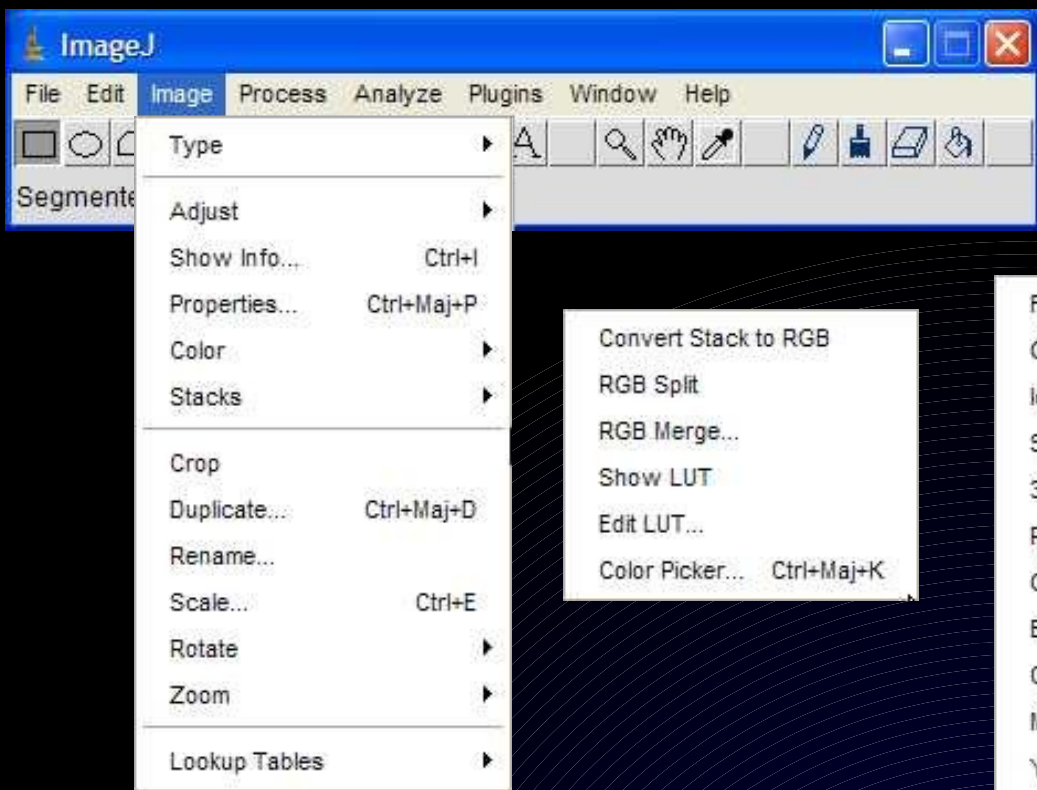 ImageJ
File Edit Image Process Analyze Plugins Window Help
A
Type
Adjust
Show Info... Ctrl+I
Properties... Ctrl+Maj+P
Color
Stacks
Crop
Duplicate... Ctrl+Maj+D
Rename...
Scale... Ctrl+E
Rotate
Zoom
Lookup Tables
Convert Stack to RGB
RGB Split
RGB Merge...
Show LUT
Edit LUT...
Color Picker... Ctrl+Maj+K